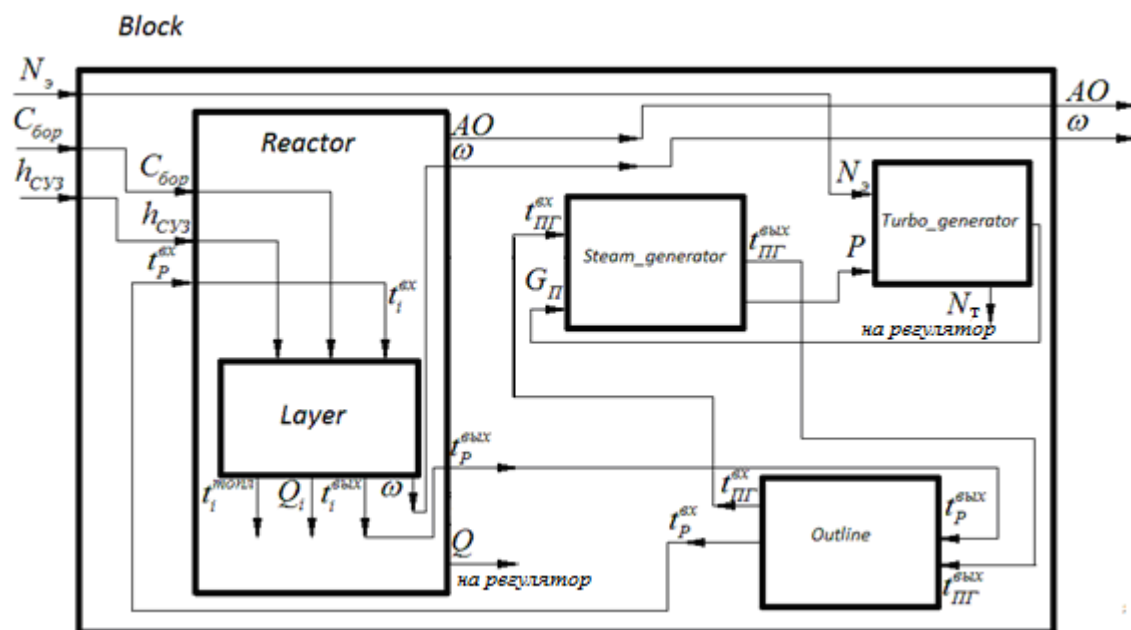 Block
N_э
C_бор
h_СУЗ
Reactor
C_бор
h_СУЗ
t_P^вх
t_i^вх
AO
ω
AO
ω
Layer
t_i^топл
Q_i
t_i^вых
ω
t_P^вых
Q
на регулятор
t_ПГ^вх
G_П
Steam_generator
t_ПГ^вых
N_э
P
Turbo_generator
N_т
на регулятор
t_ПГ^вх
t_P^вх
Outline
t_P^вых
t_ПГ^вых